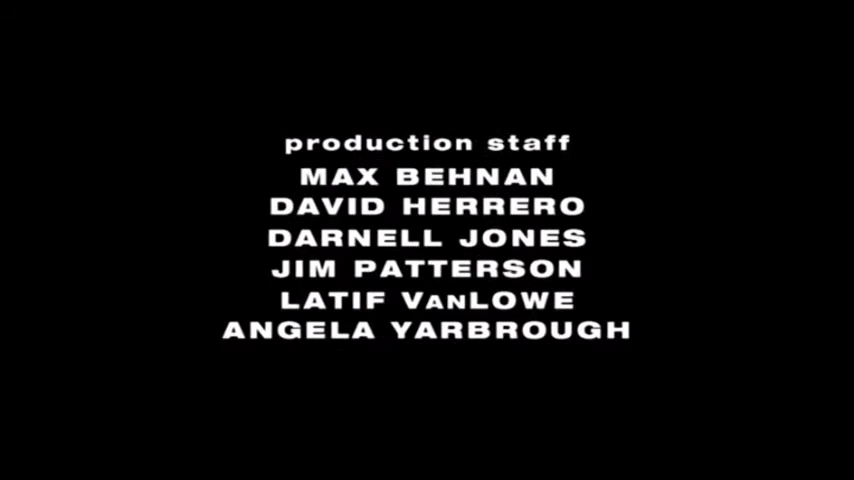 production staff
MAX BEHNAN
DAVID HERRERO
DARNELL JONES
JIM PATTERSON
LATIF VANLOWE
ANGELA YARBROUGH